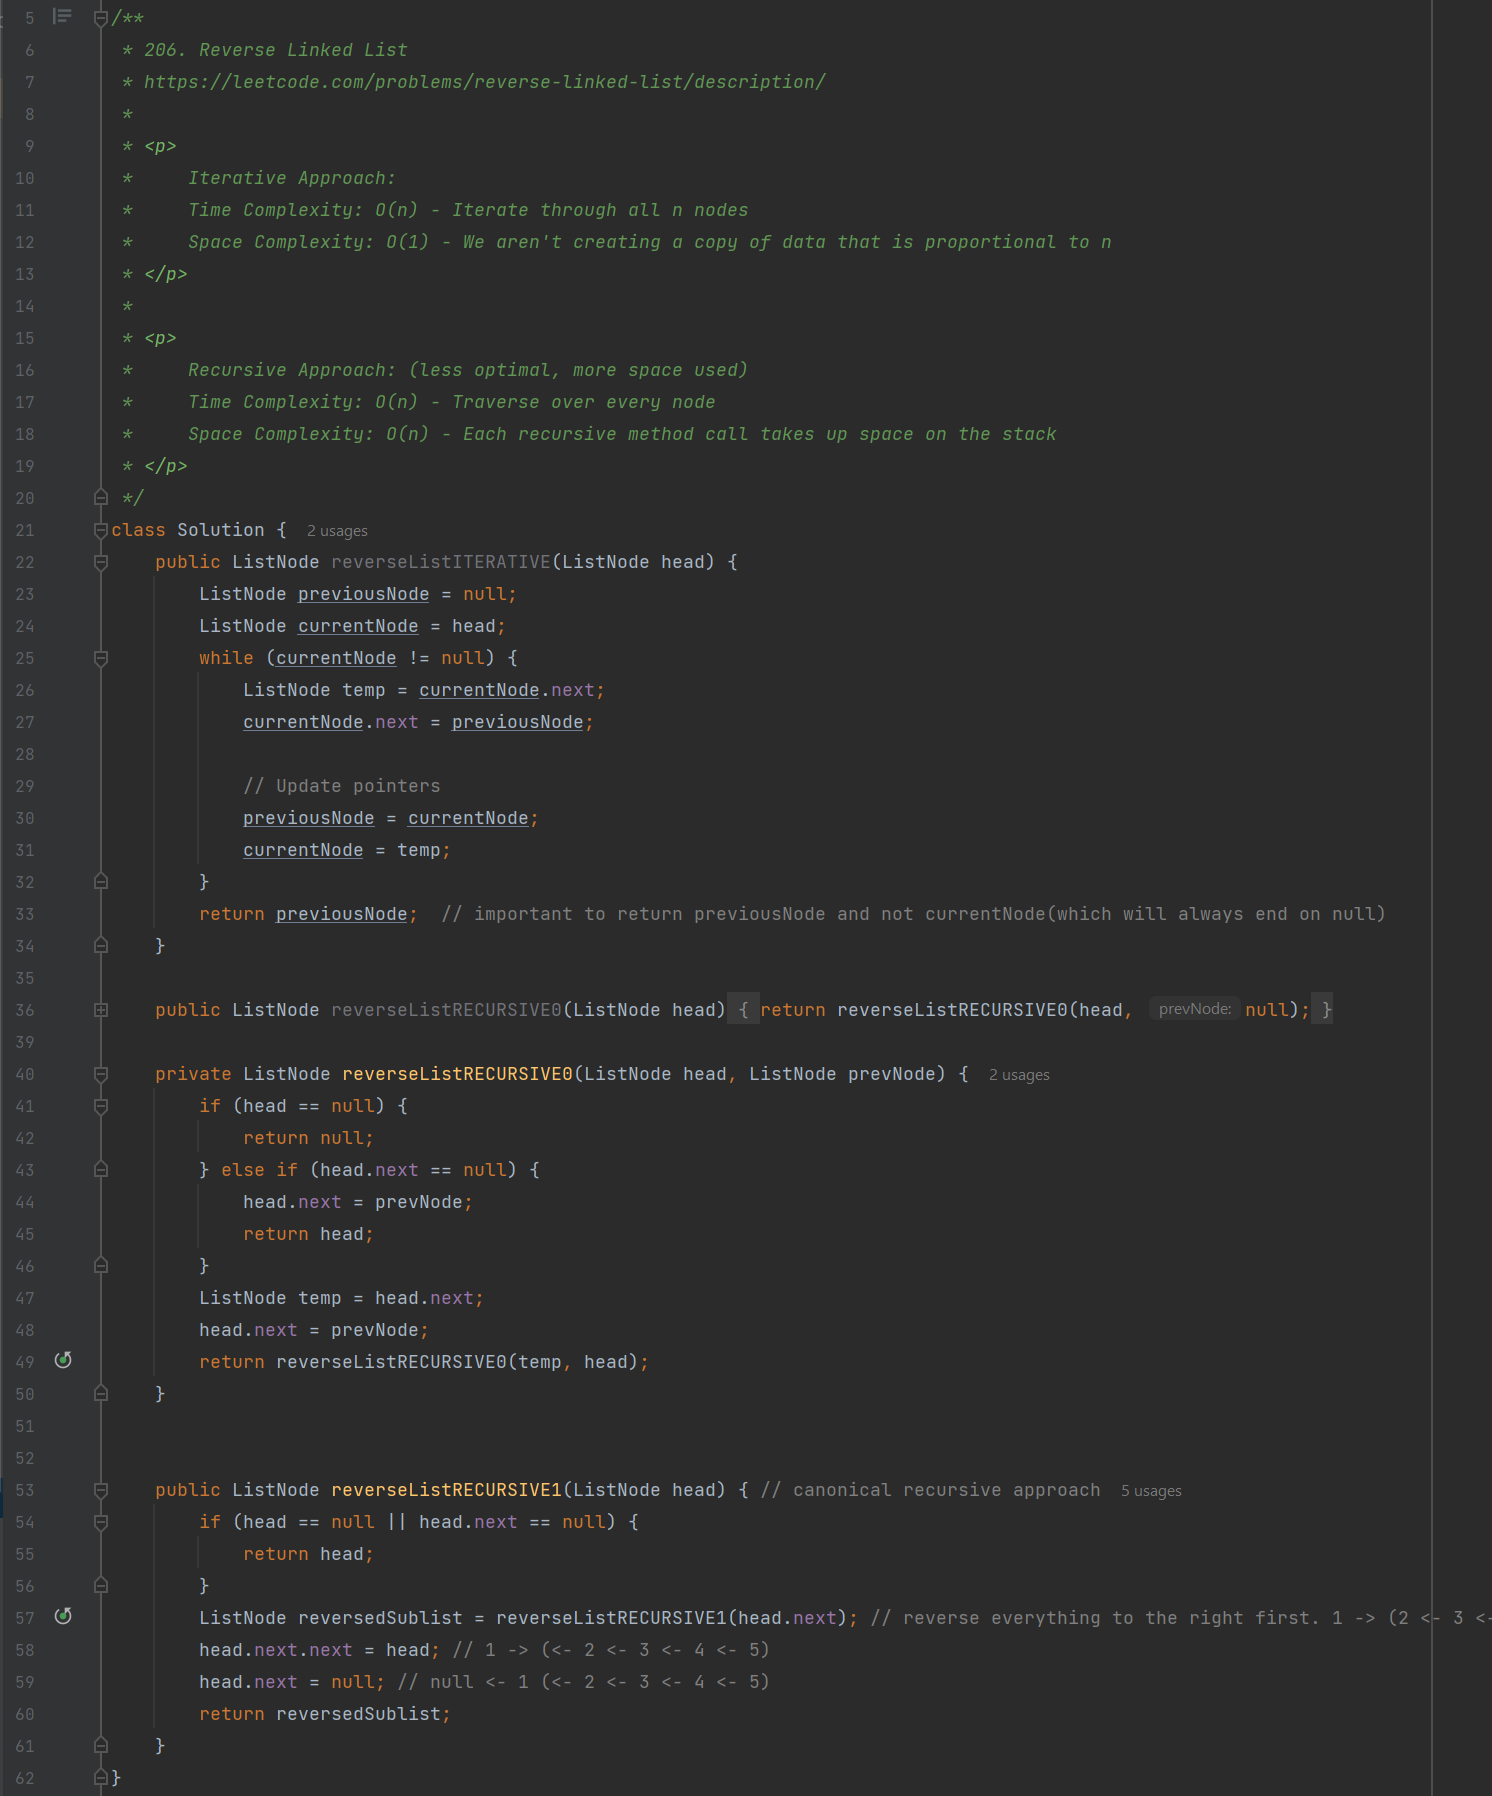 5 /**
6 * 206. Reverse Linked List
7 * https://leetcode.com/problems/reverse-linked-list/description/
8 *
9 * <p>
10 *     Iterative Approach:
11 *     Time Complexity: O(n) - Iterate through all n nodes
12 *     Space Complexity: O(1) - We aren't creating a copy of data that is proportional to n
13 * </p>
14 *
15 * <p>
16 *     Recursive Approach: (less optimal, more space used)
17 *     Time Complexity: O(n) - Traverse over every node
18 *     Space Complexity: O(n) - Each recursive method call takes up space on the stack
19 * </p>
20 */
21 class Solution {  2 usages
22     public ListNode reverseListITERATIVE(ListNode head) {
23         ListNode previousNode = null;
24         ListNode currentNode = head;
25         while (currentNode != null) {
26             ListNode temp = currentNode.next;
27             currentNode.next = previousNode;
28
29             // Update pointers
30             previousNode = currentNode;
31             currentNode = temp;
32         }
33         return previousNode;  // important to return previousNode and not currentNode(which will always end on null)
34     }
35
36     public ListNode reverseListRECURSIVE0(ListNode head) { return reverseListRECURSIVE0(head, prevNode: null); }
39
40     private ListNode reverseListRECURSIVE0(ListNode head, ListNode prevNode) {  2 usages
41         if (head == null) {
42             return null;
43         } else if (head.next == null) {
44             head.next = prevNode;
45             return head;
46         }
47         ListNode temp = head.next;
48         head.next = prevNode;
49         return reverseListRECURSIVE0(temp, head);
50     }
51
52
53     public ListNode reverseListRECURSIVE1(ListNode head) { // canonical recursive approach  5 usages
54         if (head == null || head.next == null) {
55             return head;
56         }
57         ListNode reversedSublist = reverseListRECURSIVE1(head.next); // reverse everything to the right first. 1 -> (2 <- 3 <-
58         head.next.next = head; // 1 -> (<- 2 <- 3 <- 4 <- 5)
59         head.next = null; // null <- 1 (<- 2 <- 3 <- 4 <- 5)
60         return reversedSublist;
61     }
62 }